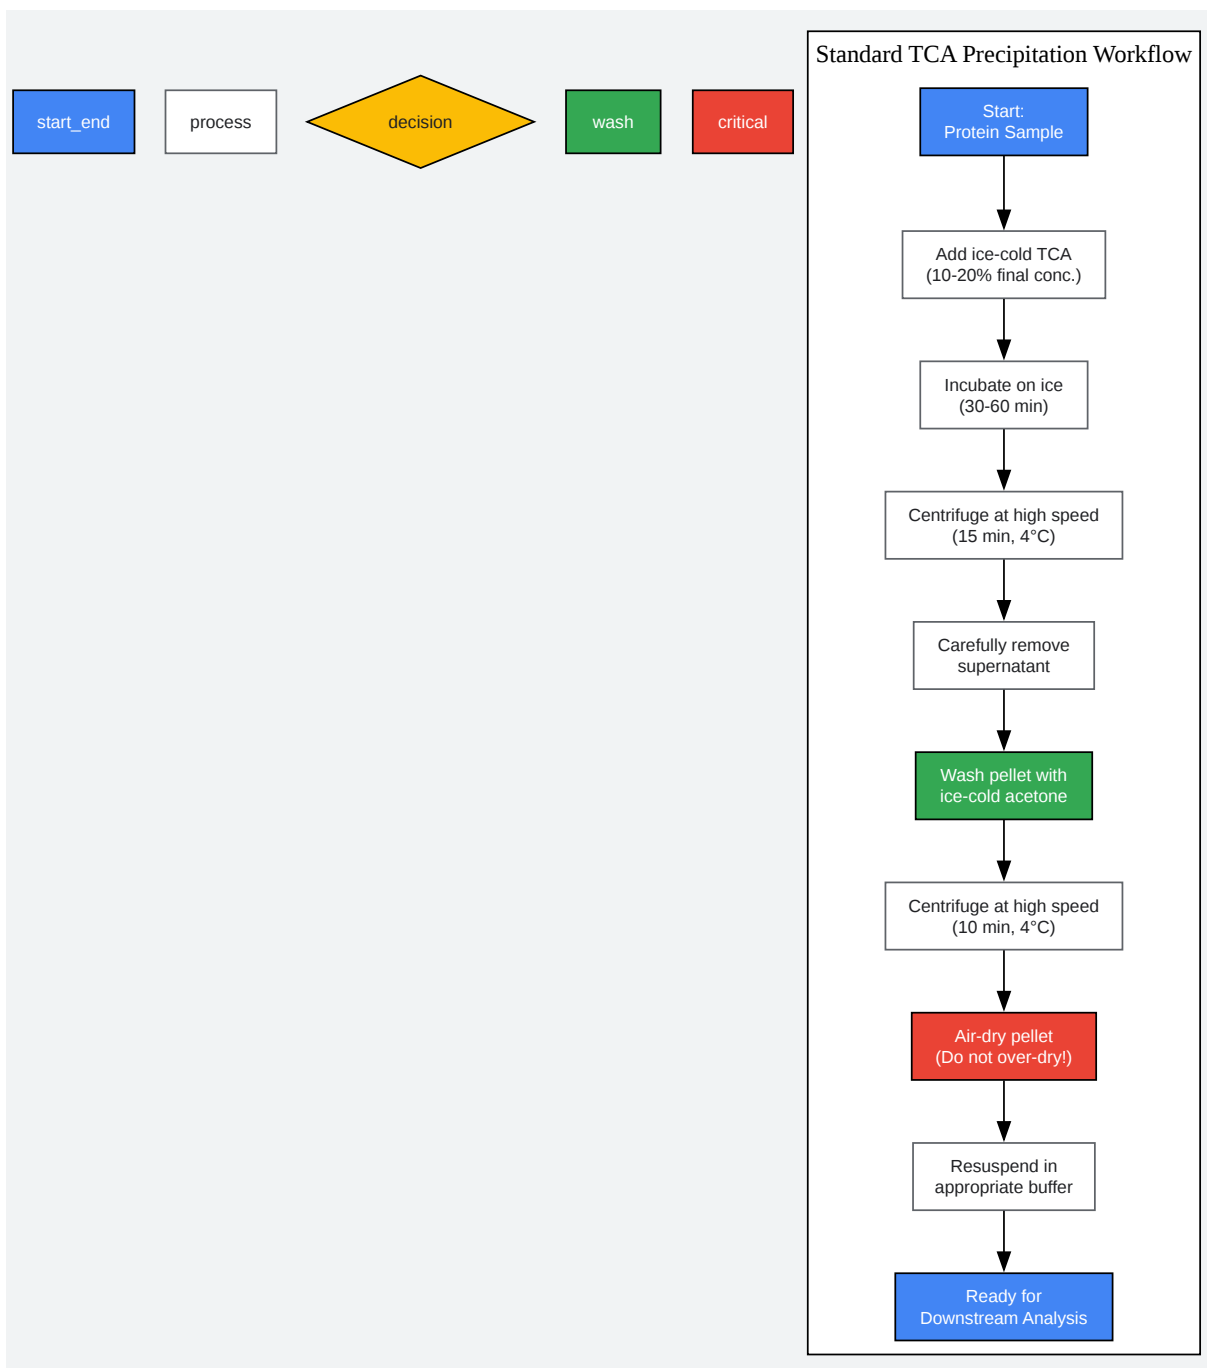 start_end
process
decision
wash
critical
Standard TCA Precipitation Workflow
Start:
Protein Sample
Add ice-cold TCA
(10-20% final conc.)
Incubate on ice
(30-60 min)
Centrifuge at high speed
(15 min, 4°C)
Carefully remove
supernatant
Wash pellet with
ice-cold acetone
Centrifuge at high speed
(10 min, 4°C)
Air-dry pellet
(Do not over-dry!)
Resuspend in
appropriate buffer
Ready for
Downstream Analysis